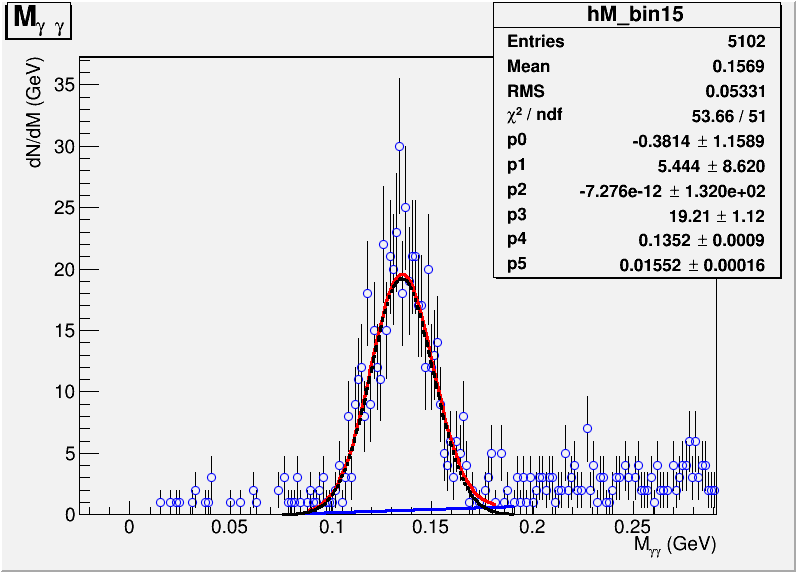 M γ γ
hM_bin15
Entries 5102
Mean 0.1569
RMS 0.05331
χ² / ndf 53.66 / 51
p0 -0.3814 ± 1.1589
p1 5.444 ± 8.620
p2 -7.276e-12 ± 1.320e+02
p3 19.21 ± 1.12
p4 0.1352 ± 0.0009
p5 0.01552 ± 0.00016
dN/dM (GeV)
35
30
25
20
15
10
5
0
0 0.05 0.1 0.15 0.2 0.25
Mγγ (GeV)